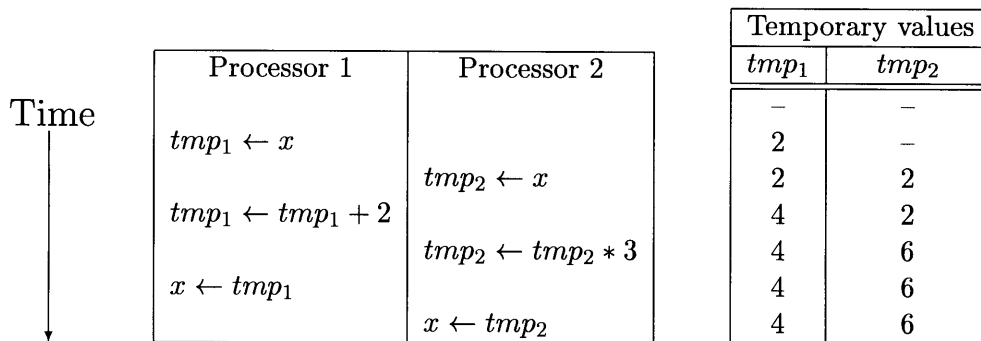 Temporary values
Processor 1 Processor 2 tmp₁ tmp₂
Time – –
tmp₁ ← x 2 –
tmp₂ ← x 2 2
tmp₁ ← tmp₁ + 2 4 2
tmp₂ ← tmp₂ * 3 4 6
x ← tmp₁ 4 6
x ← tmp₂ 4 6